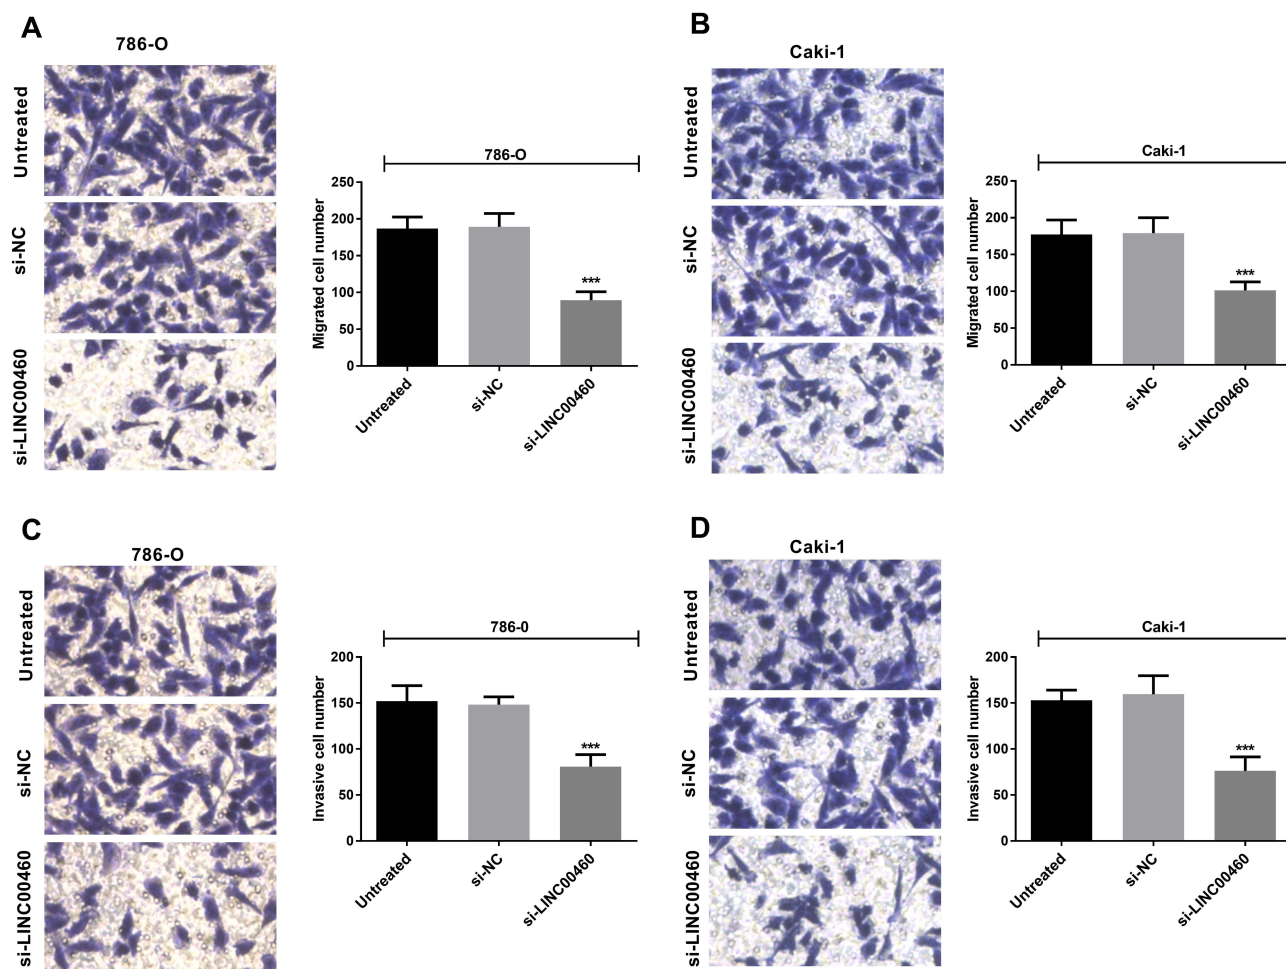 A
786-O
Untreated
si-NC
si-LINC00460
786-O
Migrated cell number
250
200
150
100
50
0
***
Untreated
si-NC
si-LINC00460
B
Caki-1
Untreated
si-NC
si-LINC00460
Caki-1
Migrated cell number
250
200
150
100
50
0
***
Untreated
si-NC
si-LINC00460
C
786-O
Untreated
si-NC
si-LINC00460
786-0
Invasive cell number
200
150
100
50
0
***
Untreated
si-NC
si-LINC00460
D
Caki-1
Untreated
si-NC
si-LINC00460
Caki-1
Invasive cell number
200
150
100
50
0
***
Untreated
si-NC
si-LINC00460